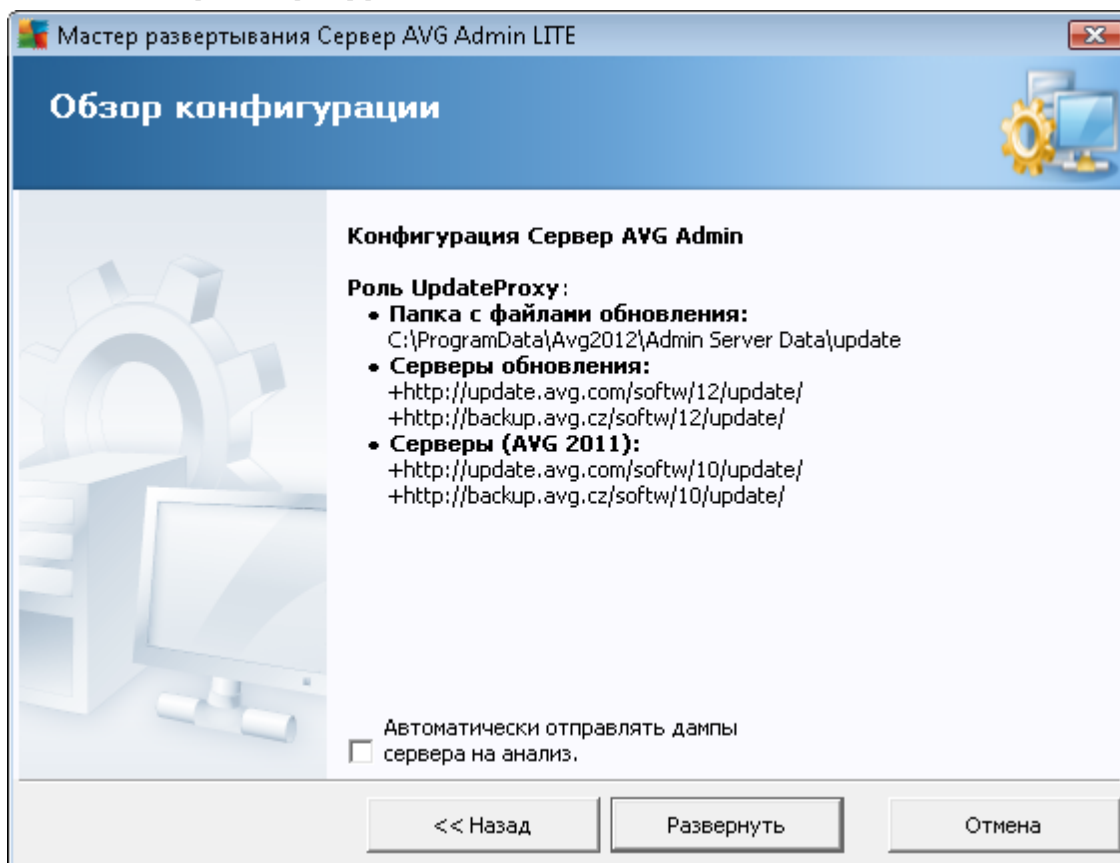 Мастер развертывания Сервер AVG Admin LITE
Обзор конфигурации
Конфигурация Сервер AVG Admin
Роль UpdateProxy:
• Папка с файлами обновления:
C:\ProgramData\Avg2012\Admin Server Data\update
• Серверы обновления:
+http://update.avg.com/softw/12/update/
+http://backup.avg.cz/softw/12/update/
• Серверы (AVG 2011):
+http://update.avg.com/softw/10/update/
+http://backup.avg.cz/softw/10/update/
Автоматически отправлять дампы
сервера на анализ.
<< Назад
Развернуть
Отмена